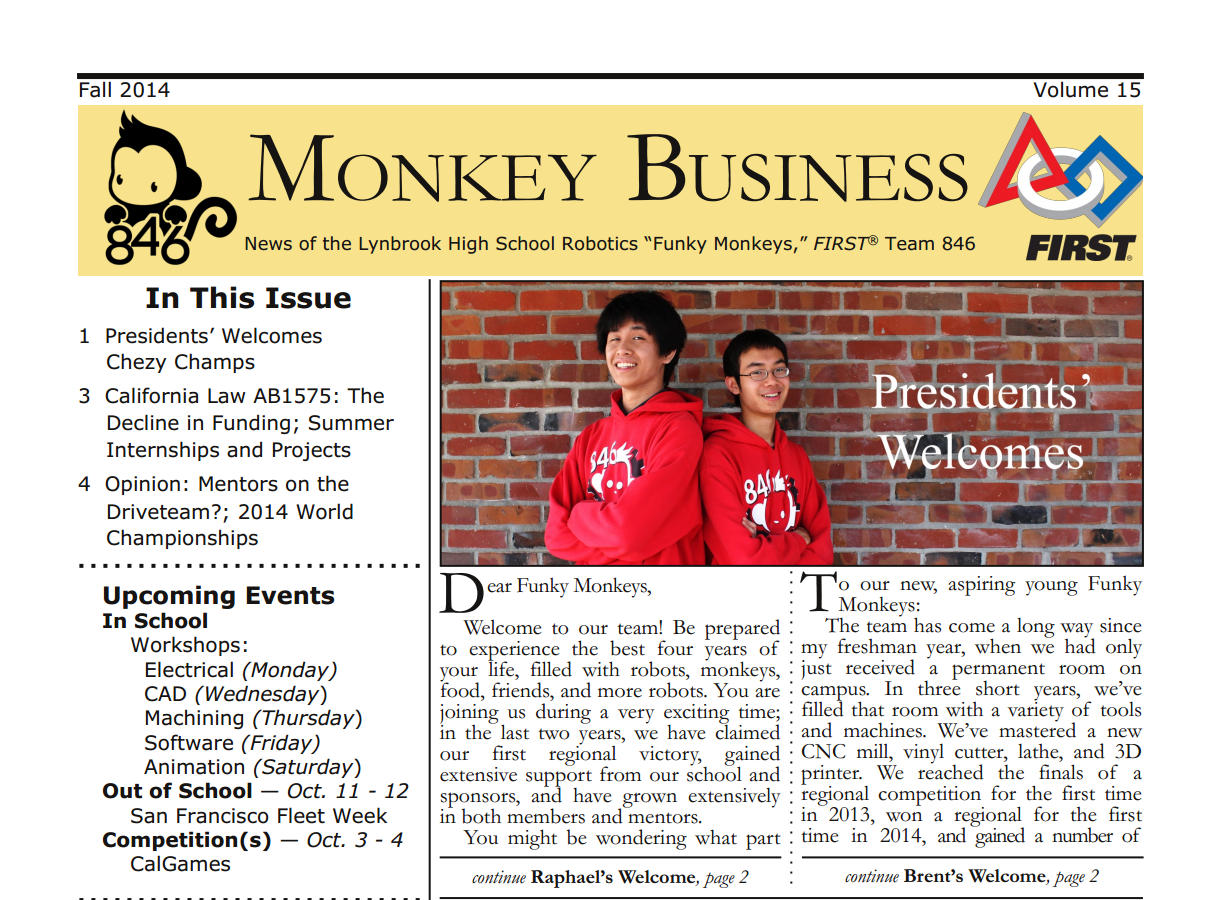 Fall 2014
Volume 15
846
MONKEY BUSINESS
News of the Lynbrook High School Robotics “Funky Monkeys,” FIRST® Team 846
FIRST®
In This Issue
1 Presidents’ Welcomes
Chezy Champs
3 California Law AB1575: The
Decline in Funding; Summer
Internships and Projects
4 Opinion: Mentors on the
Driveteam?; 2014 World
Championships
Upcoming Events
In School
Workshops:
Electrical (Monday)
CAD (Wednesday)
Machining (Thursday)
Software (Friday)
Animation (Saturday)
Out of School — Oct. 11 - 12
San Francisco Fleet Week
Competition(s) — Oct. 3 - 4
CalGames
846
846
Presidents’
Welcomes
Dear Funky Monkeys,
Welcome to our team! Be prepared
to experience the best four years of
your life, filled with robots, monkeys,
food, friends, and more robots. You are
joining us during a very exciting time;
in the last two years, we have claimed
our first regional victory, gained
extensive support from our school and
sponsors, and have grown extensively
in both members and mentors.
You might be wondering what part
continue Raphael’s Welcome, page 2
To our new, aspiring young Funky
Monkeys:
The team has come a long way since
my freshman year, when we had only
just received a permanent room on
campus. In three short years, we’ve
filled that room with a variety of tools
and machines. We’ve mastered a new
CNC mill, vinyl cutter, lathe, and 3D
printer. We reached the finals of a
regional competition for the first time
in 2013, won a regional for the first
time in 2014, and gained a number of
continue Brent’s Welcome, page 2